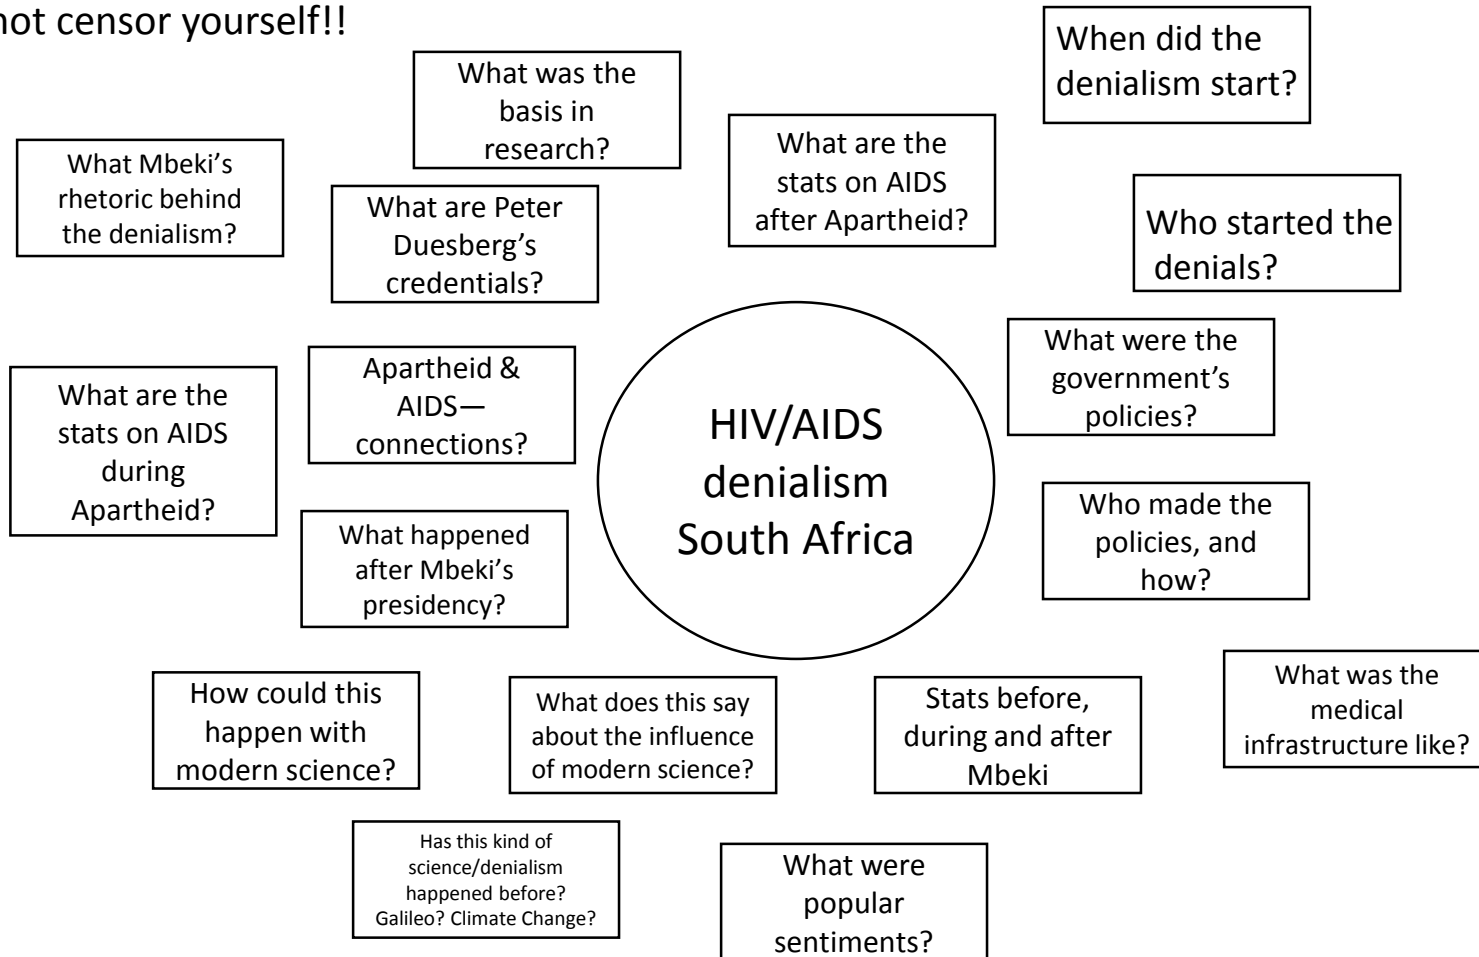 not censor yourself!!
When did the
denialism start?
What was the
basis in
research?
What are the
stats on AIDS
after Apartheid?
What Mbeki’s
rhetoric behind
the denialism?
What are Peter
Duesberg’s
credentials?
Who started the
denials?
What were the
government’s
policies?
Apartheid &
AIDS—
connections?
What are the
stats on AIDS
during
Apartheid?
HIV/AIDS
denialism
South Africa
Who made the
policies, and
how?
What happened
after Mbeki’s
presidency?
What was the
medical
infrastructure like?
How could this
happen with
modern science?
What does this say
about the influence
of modern science?
Stats before,
during and after
Mbeki
Has this kind of
science/denialism
happened before?
Galileo? Climate Change?
What were
popular
sentiments?